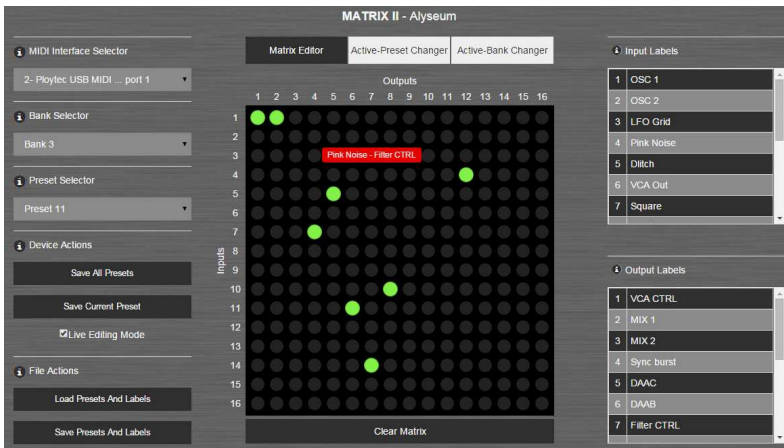 MATRIX II - Alyseum
MIDI Interface Selector
2- Ploytec USB MIDI ... port 1
Bank Selector
Bank 3
Preset Selector
Preset 11
Device Actions
Save All Presets
Save Current Preset
Live Editing Mode
File Actions
Load Presets And Labels
Save Presets And Labels
Matrix Editor
Active-Preset Changer
Active-Bank Changer
Outputs
1 2 3 4 5 6 7 8 9 10 11 12 13 14 15 16
Inputs
1
2
3
4
5
6
7
8
9
10
11
12
13
14
15
16
Pink Noise - Filter CTRL
Clear Matrix
Input Labels
1 OSC 1
2 OSC 2
3 LFO Grid
4 Pink Noise
5 Dlitch
6 VCA Out
7 Square
Output Labels
1 VCA CTRL
2 MIX 1
3 MIX 2
4 Sync burst
5 DAAC
6 DAAB
7 Filter CTRL